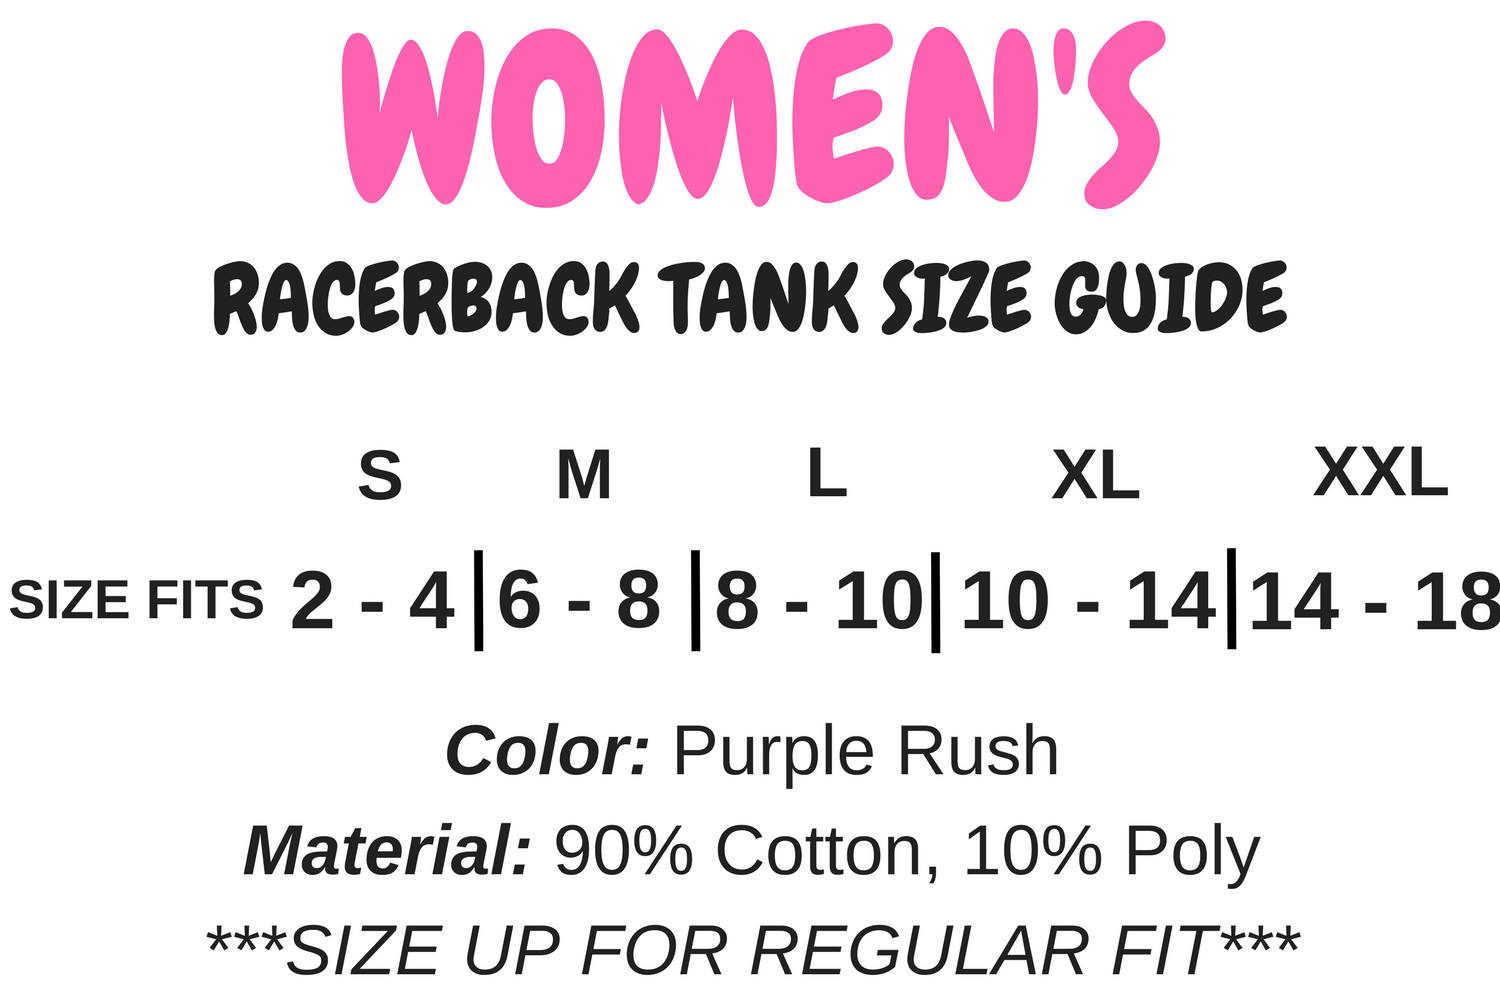 WOMEN'S
RACERBACK TANK SIZE GUIDE
S M L XL XXL
SIZE FITS 2 - 4 | 6 - 8 | 8 - 10 | 10 - 14 | 14 - 18
Color: Purple Rush
Material: 90% Cotton, 10% Poly
***SIZE UP FOR REGULAR FIT***